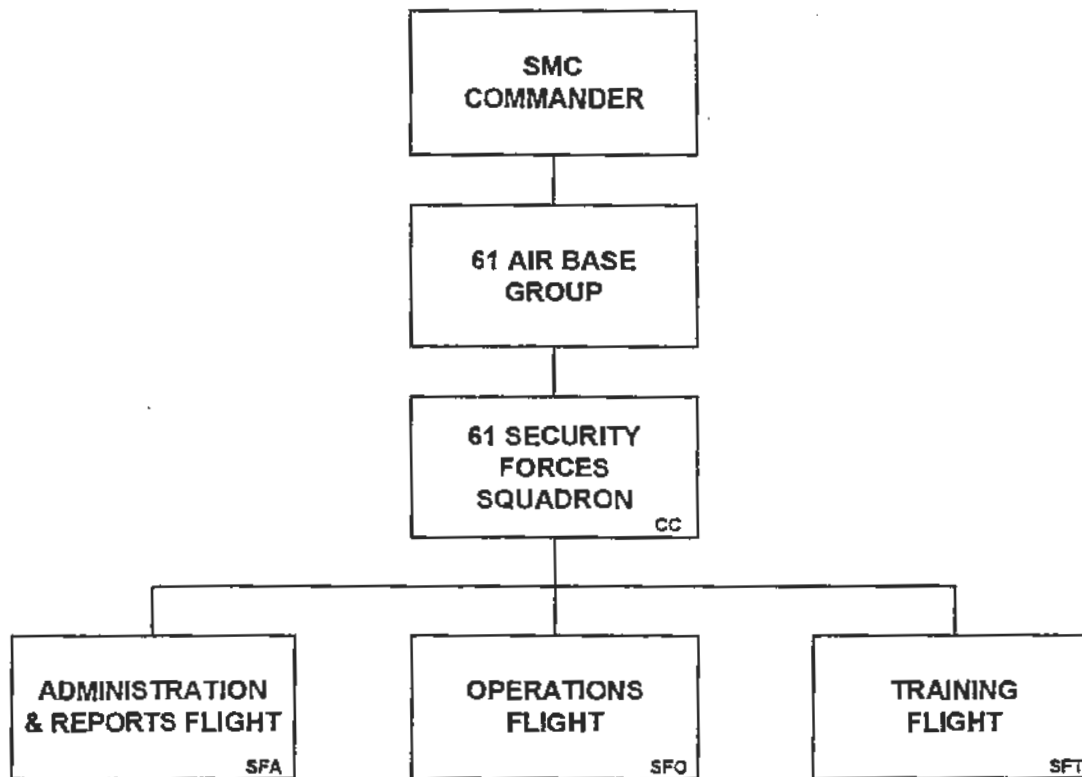 SMC
COMMANDER
61 AIR BASE
GROUP
61 SECURITY
FORCES
SQUADRON
CC
ADMINISTRATION
& REPORTS FLIGHT
SFA
OPERATIONS
FLIGHT
SFO
TRAINING
FLIGHT
SFT